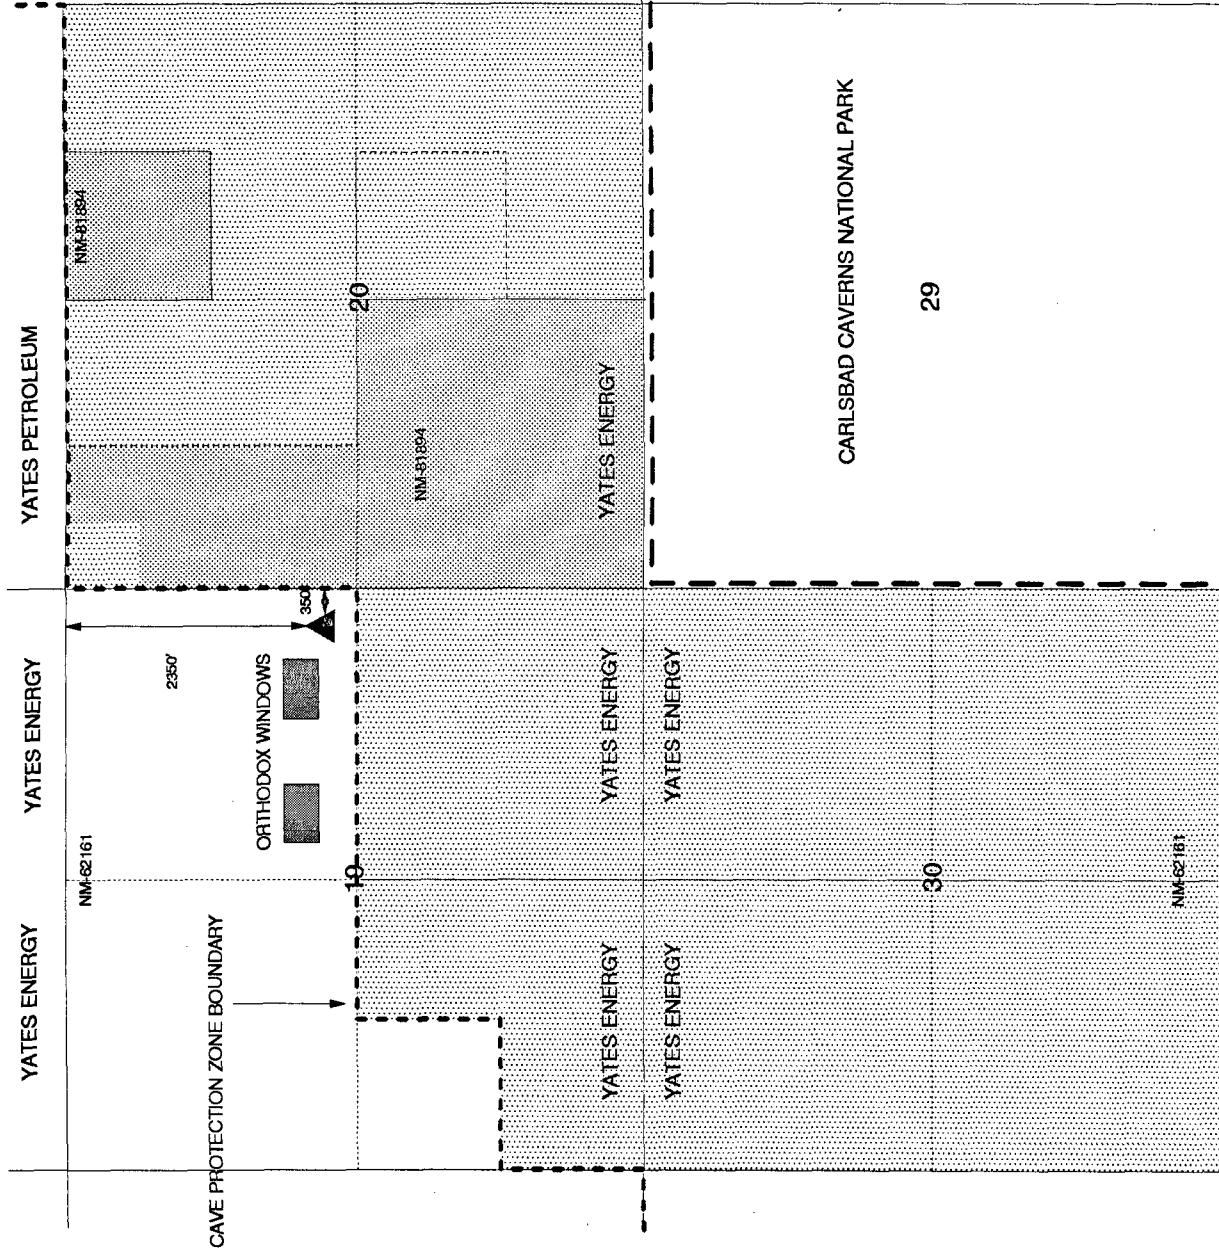 YATES ENERGY
YATES ENERGY
YATES PETROLEUM
NM-62161
2350'
350'
NM-81894
CAVE PROTECTION ZONE BOUNDARY
ORTHODOX WINDOWS
19
20
NM-81894
YATES ENERGY
YATES ENERGY
YATES ENERGY
YATES ENERGY
YATES ENERGY
CARLSBAD CAVERNS NATIONAL PARK
30
29
NM-62161